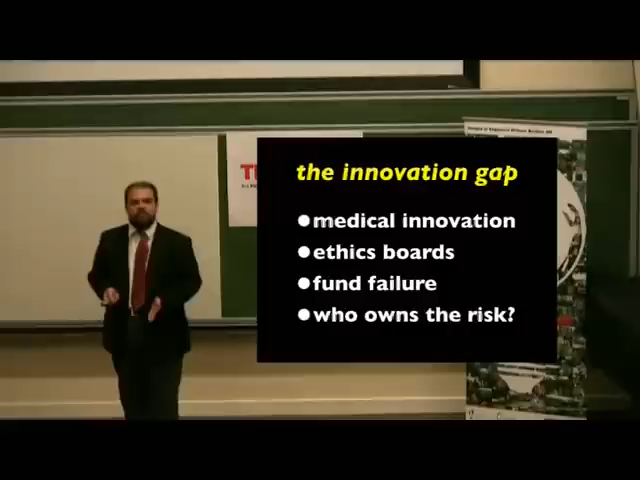 the innovation gap
●medical innovation
●ethics boards
●fund failure
●who owns the risk?